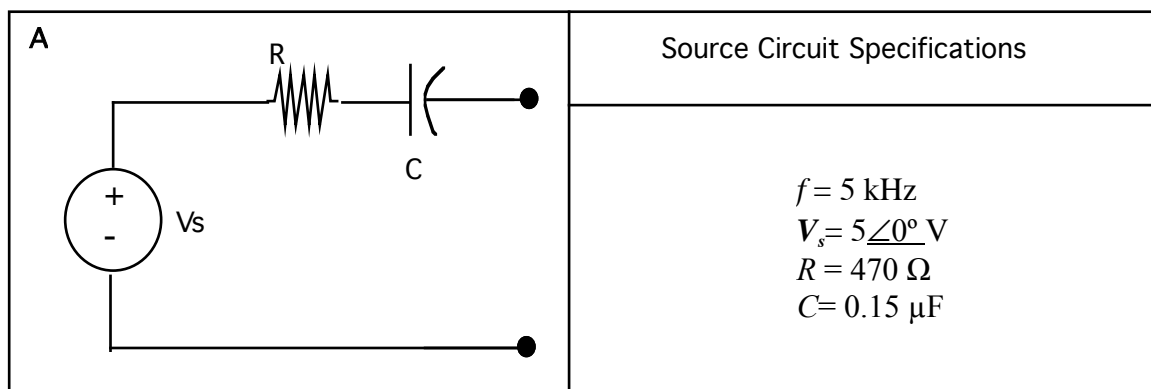 A
R
C
+
-
Vs
Source Circuit Specifications
f = 5 kHz
Vs= 5∠0º V
R = 470 Ω
C= 0.15 µF